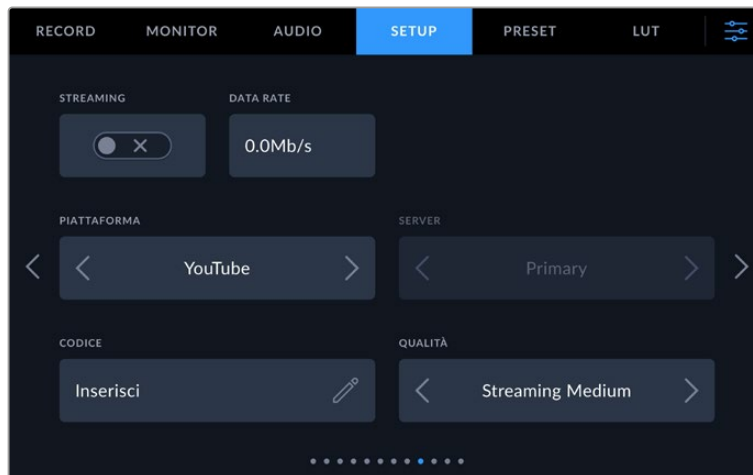 RECORD MONITOR AUDIO SETUP PRESET LUT
STREAMING DATA RATE
0.0Mb/s
PIATTAFORMA SERVER
YouTube Primary
CODICE QUALITÀ
Inserisci Streaming Medium